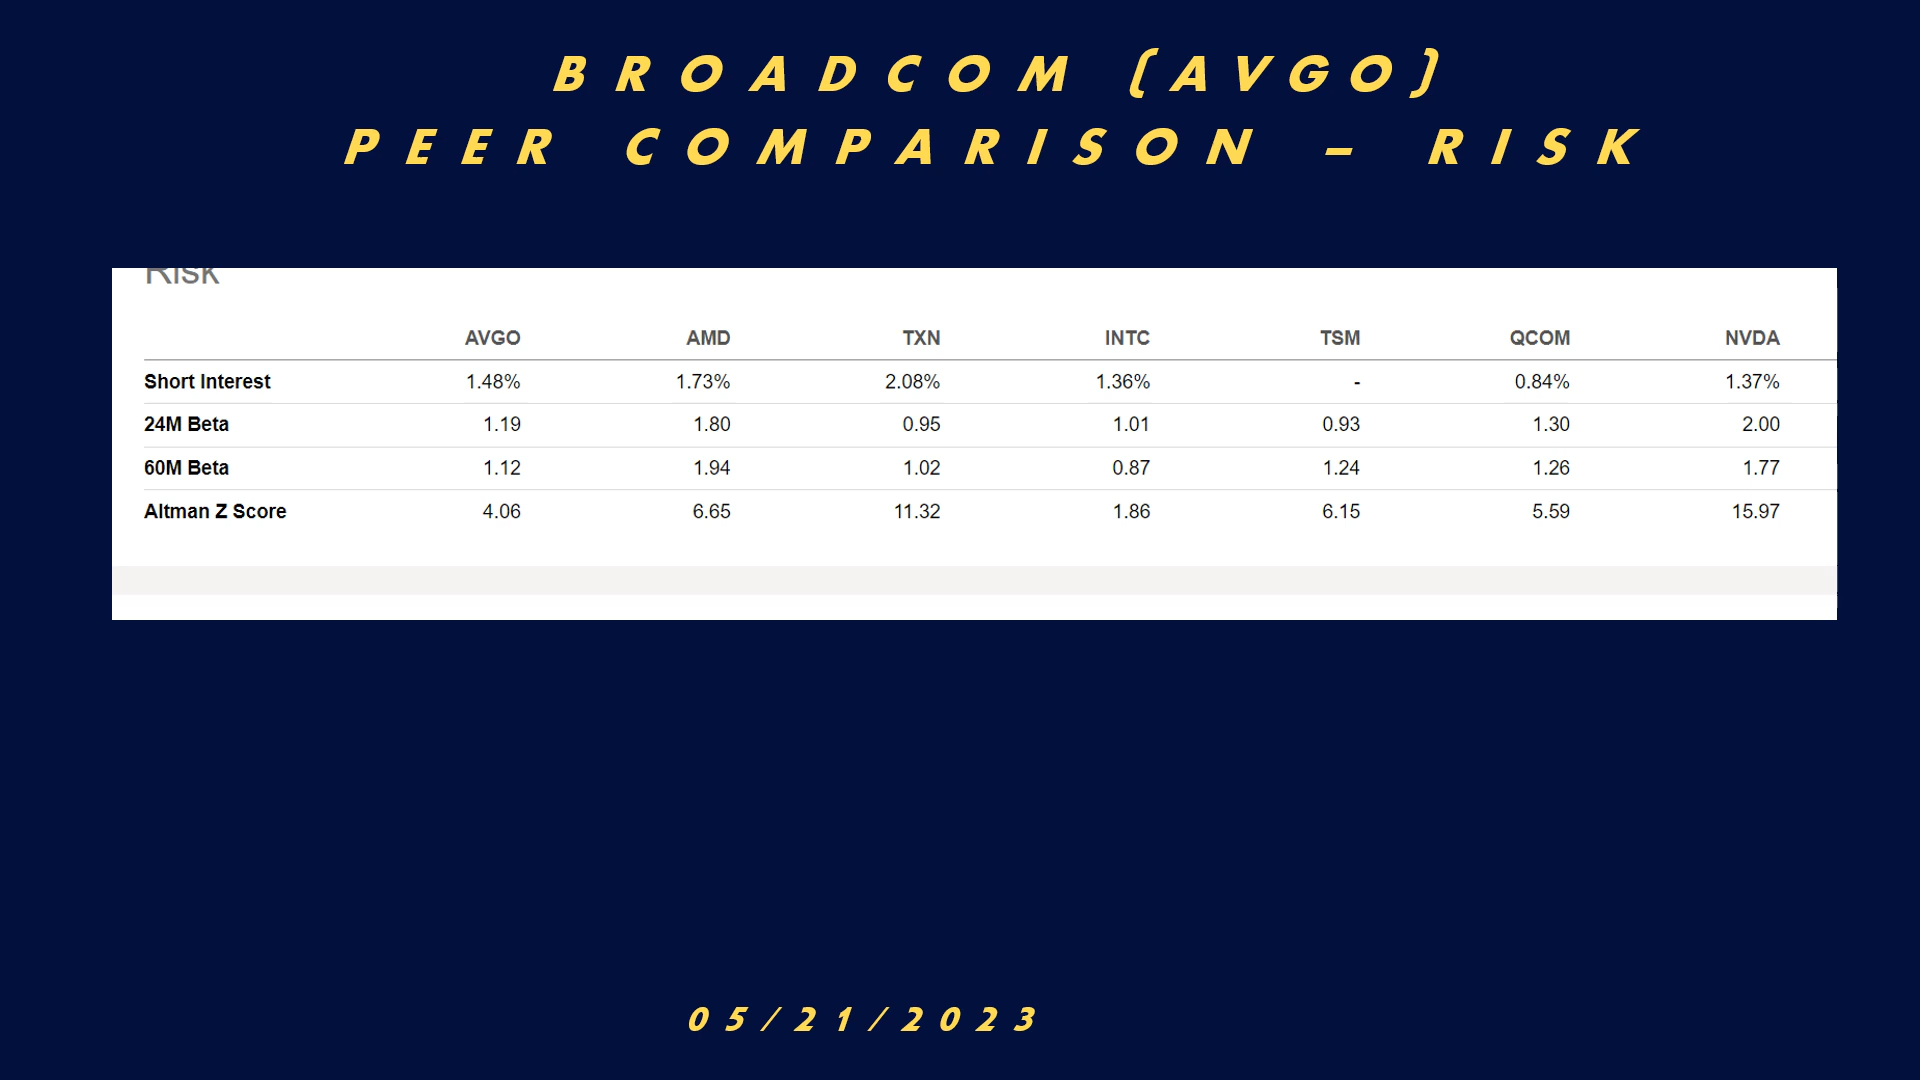 BROADCOM (AVGO)
PEER COMPARISON – RISK
Risk
AVGO AMD TXN INTC TSM QCOM NVDA
Short Interest 1.48% 1.73% 2.08% 1.36% - 0.84% 1.37%
24M Beta 1.19 1.80 0.95 1.01 0.93 1.30 2.00
60M Beta 1.12 1.94 1.02 0.87 1.24 1.26 1.77
Altman Z Score 4.06 6.65 11.32 1.86 6.15 5.59 15.97
05/21/2023